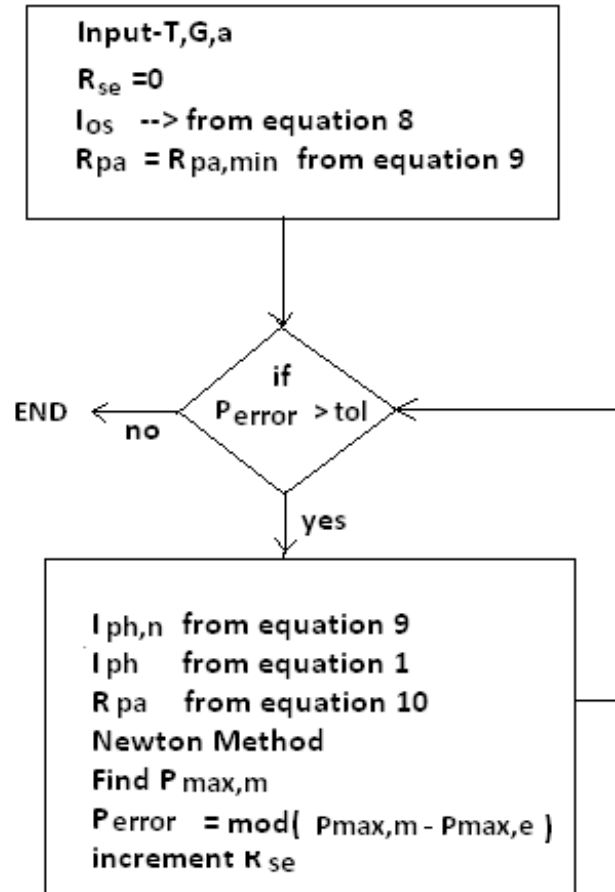 Input-T,G,a
Rse =0
Ios --> from equation 8
Rpa = Rpa,min from equation 9
if
Perror > tol
END
no
yes
Iph,n from equation 9
Iph from equation 1
Rpa from equation 10
Newton Method
Find Pmax,m
Perror = mod( Pmax,m - Pmax,e )
increment Rse